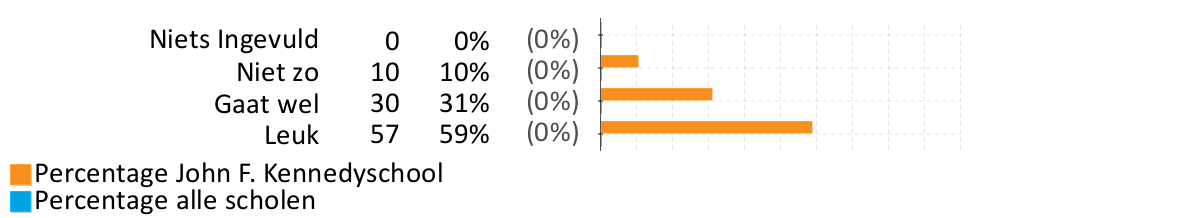 Niets Ingevuld 0 0% (0%)
Niet zo 10 10% (0%)
Gaat wel 30 31% (0%)
Leuk 57 59% (0%)
Percentage John F. Kennedyschool
Percentage alle scholen